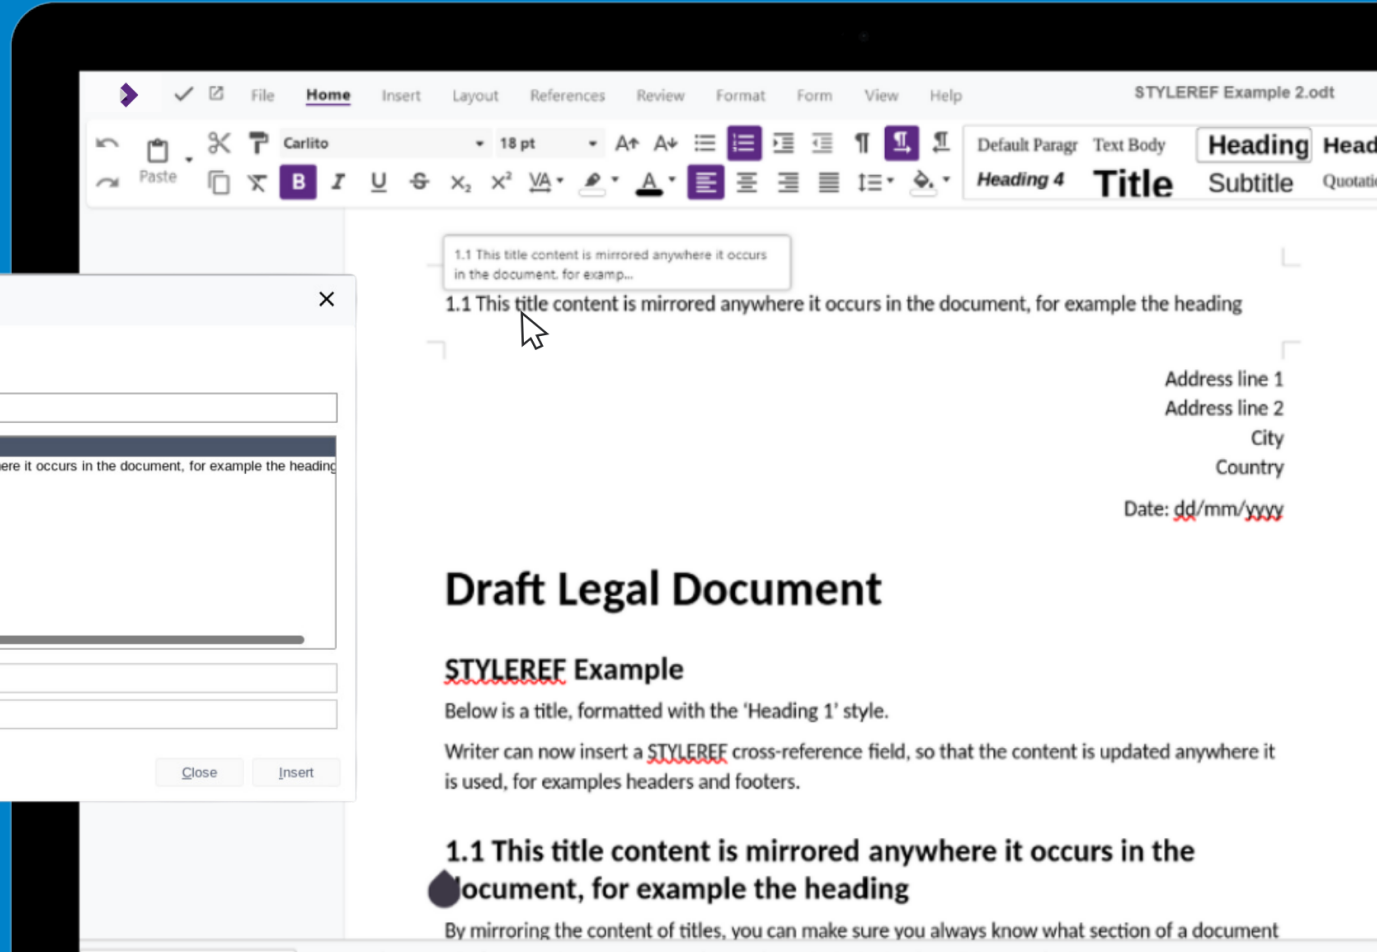 File Home Insert Layout References Review Format Form View Help STYLEREF Example 2.odt
Paste
Carlito 18 pt
Default Paragr Text Body Heading Head
Heading 4 Title Subtitle Quotati
1.1 This title content is mirrored anywhere it occurs
in the document. for examp...
1.1 This title content is mirrored anywhere it occurs in the document, for example the heading
ere it occurs in the document, for example the heading
Close Insert
Address line 1
Address line 2
City
Country
Date: dd/mm/yyyy
Draft Legal Document
STYLEREF Example
Below is a title, formatted with the ‘Heading 1’ style.
Writer can now insert a STYLEREF cross-reference field, so that the content is updated anywhere it
is used, for examples headers and footers.
1.1 This title content is mirrored anywhere it occurs in the
document, for example the heading
By mirroring the content of titles, you can make sure you always know what section of a document